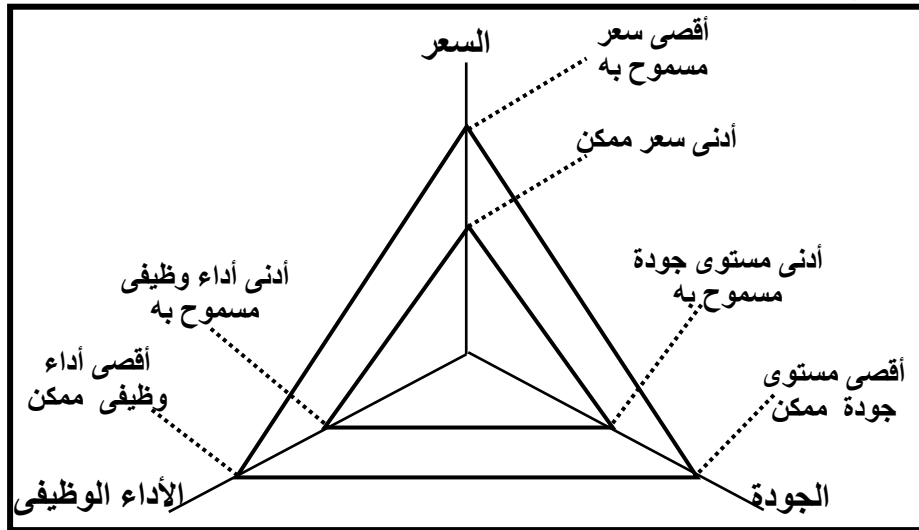 السعر
أقصى سعر
مسموح به
أدنى سعر ممكن
أدنى مستوى جودة
مسموح به
أدنى أداء وظيفى
مسموح به
أقصى أداء
وظيفى ممكن
أقصى مستوى
جودة ممكن
الأداء الوظيفى
الجودة